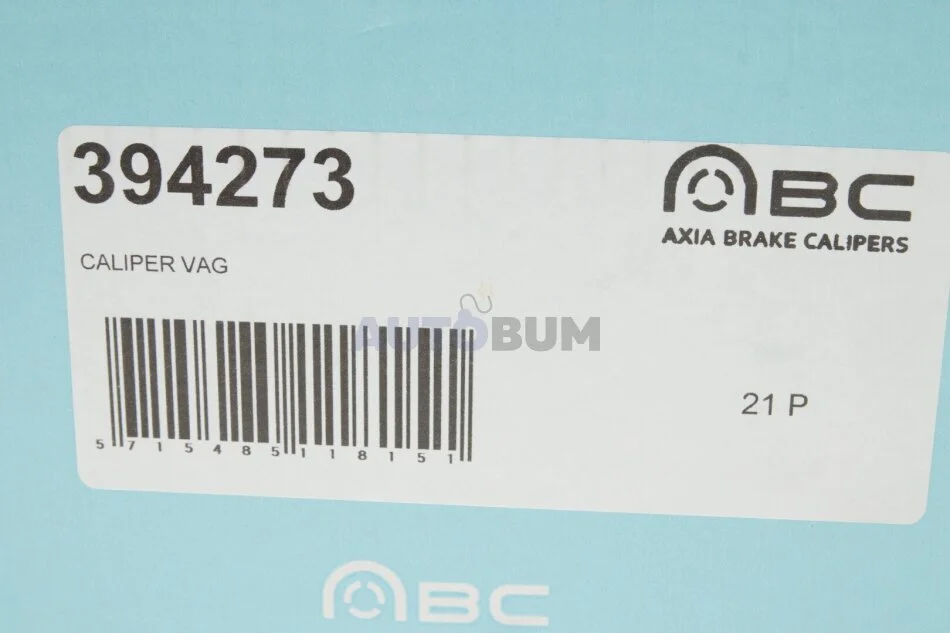 394273
ABC
AXIA BRAKE CALIPERS
CALIPER VAG
AUTOBUM
21 P
5 715485 118151
ABC